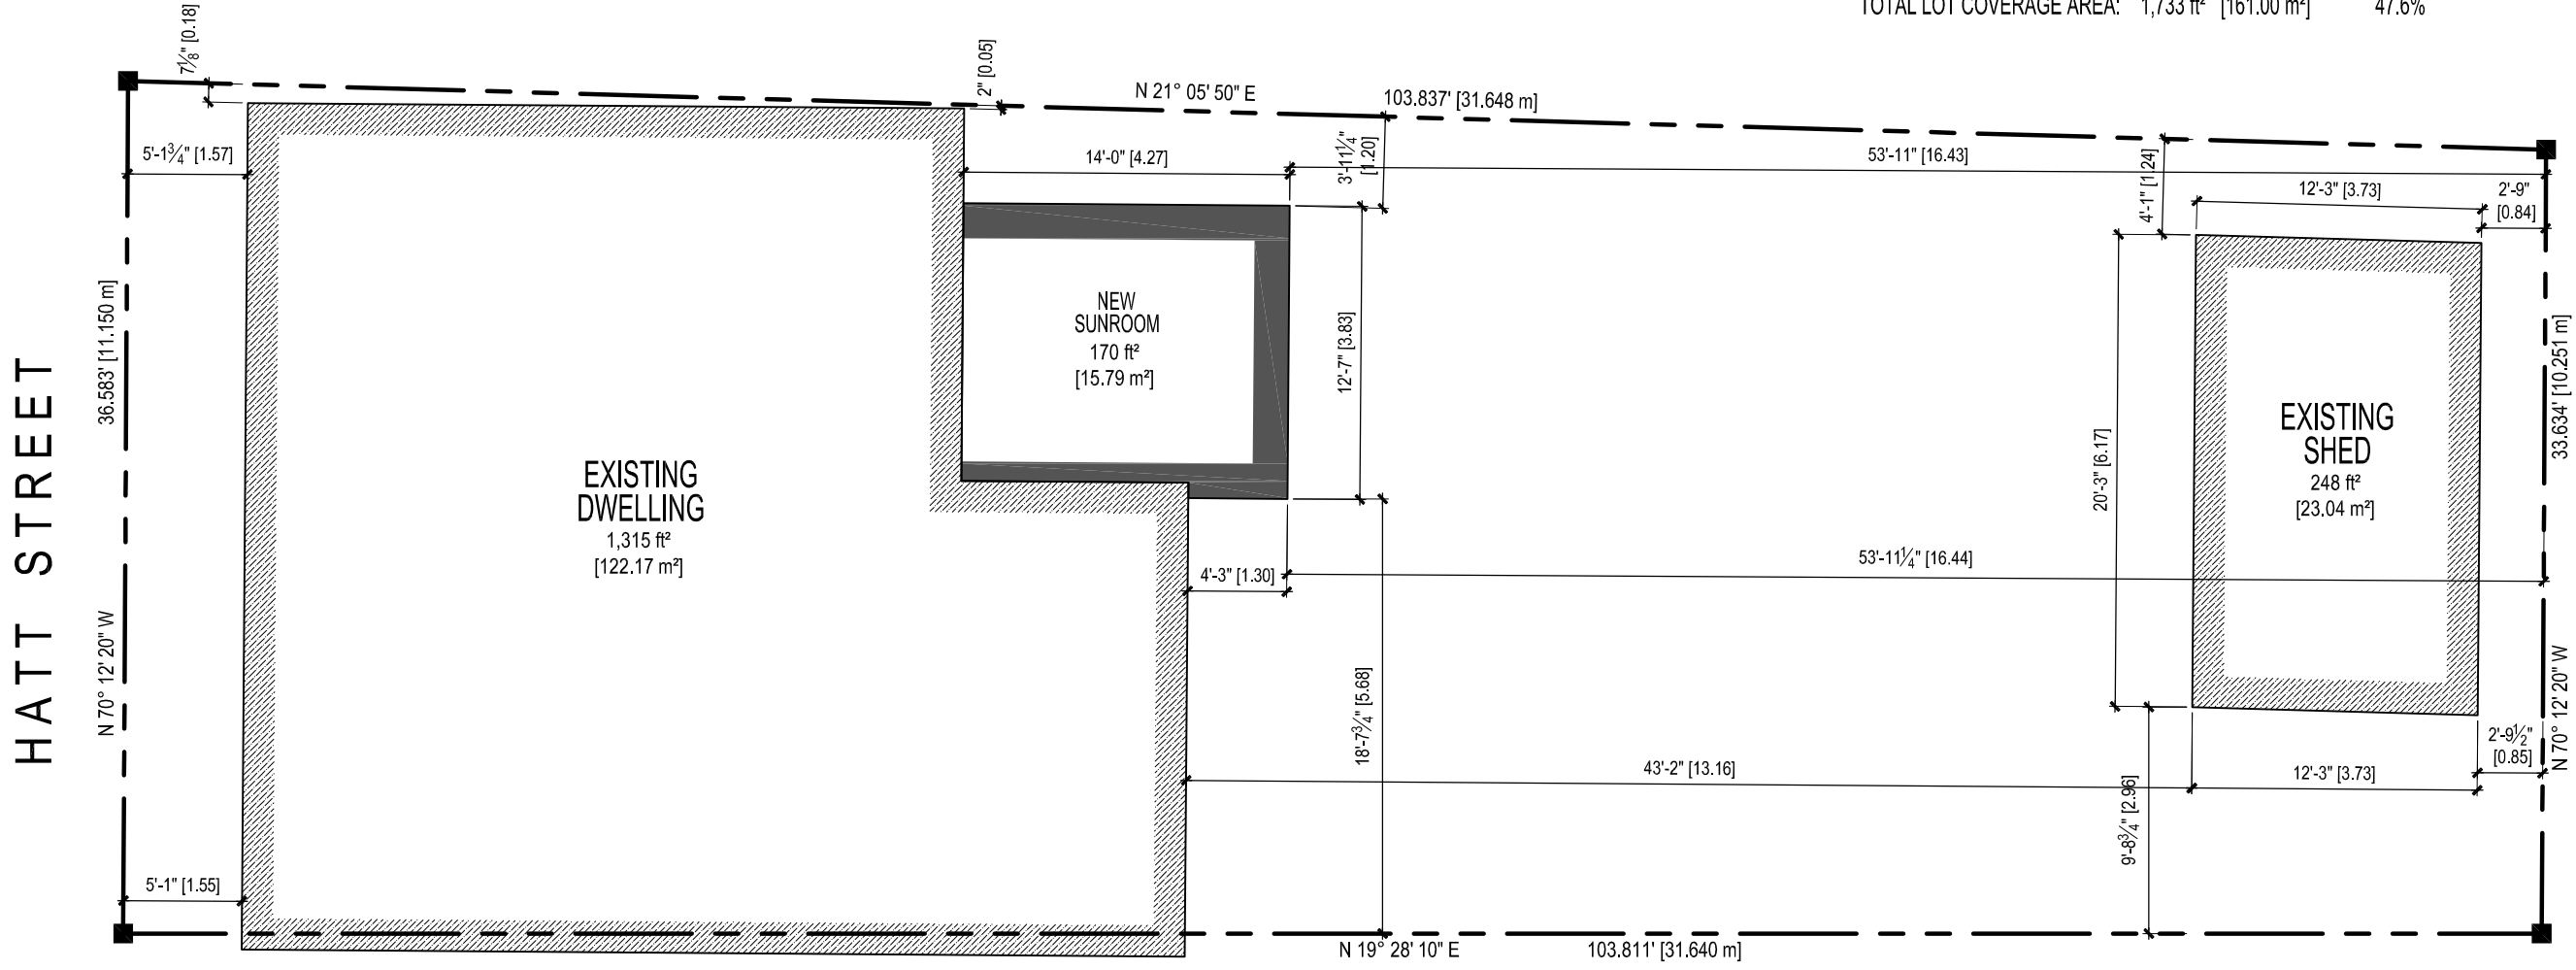 TOTAL LOT COVERAGE AREA: 1,733 ft² [161.00 m²] 47.6%
7⅛" [0.18]
2" [0.05]
N 21° 05' 50" E
103.837' [31.648 m]
5'-1¾" [1.57]
14'-0" [4.27]
3'-11¼"
[1.20]
53'-11" [16.43]
4'-1" [1.24]
12'-3" [3.73]
2'-9"
[0.84]
HATT STREET
36.583' [11.150 m]
N 70° 12' 20" W
NEW
SUNROOM
170 ft²
[15.79 m²]
12'-7" [3.83]
EXISTING
DWELLING
1,315 ft²
[122.17 m²]
20'-3" [6.17]
EXISTING
SHED
248 ft²
[23.04 m²]
33.634' [10.251 m]
N 70° 12' 20" W
4'-3" [1.30]
53'-11¼" [16.44]
18'-7¾" [5.68]
43'-2" [13.16]
9'-8¾" [2.96]
12'-3" [3.73]
2'-9½"
[0.85]
5'-1" [1.55]
N 19° 28' 10" E
103.811' [31.640 m]